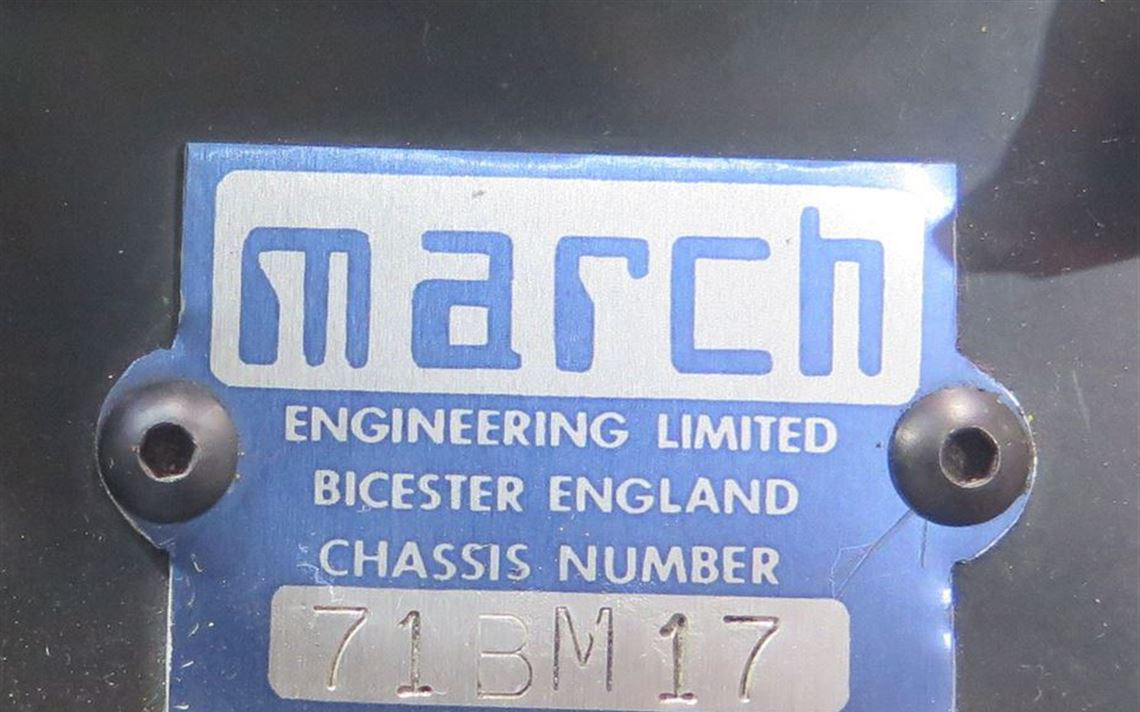 march
ENGINEERING LIMITED
BICESTER ENGLAND
CHASSIS NUMBER
71BM17